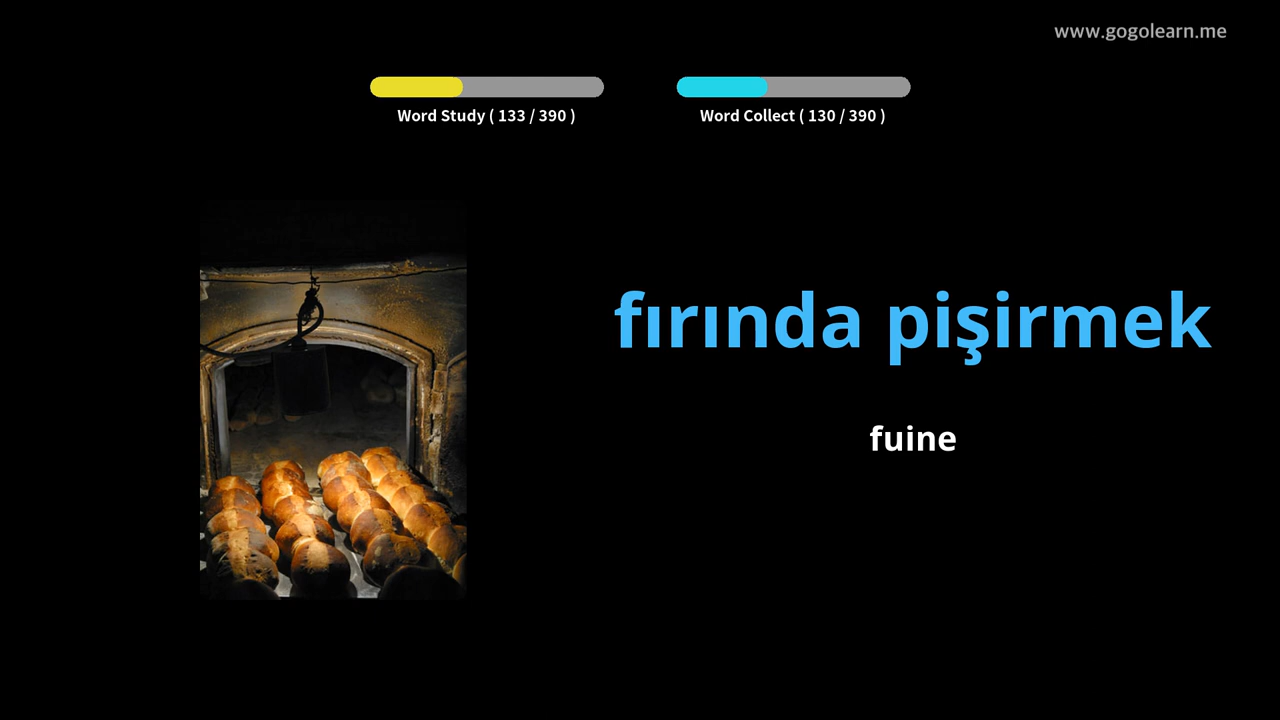 www.gogolearn.me
Word Study ( 133 / 390 )
Word Collect ( 130 / 390 )
fırında pişirmek
fuine